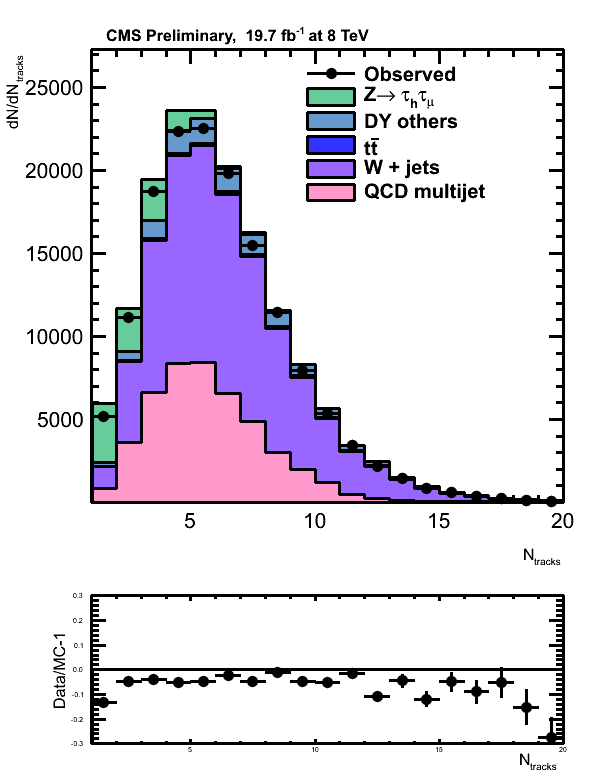 CMS Preliminary, 19.7 fb⁻¹ at 8 TeV
dN/dN_tracks
25000
20000
15000
10000
5000
Observed
Z→ τ_h τ_μ
DY others
tt̄
W + jets
QCD multijet
5 10 15 20
N_tracks
Data/MC-1
0.3
0.2
0.1
0.0
-0.1
-0.2
-0.3
5 10 15 20
N_tracks